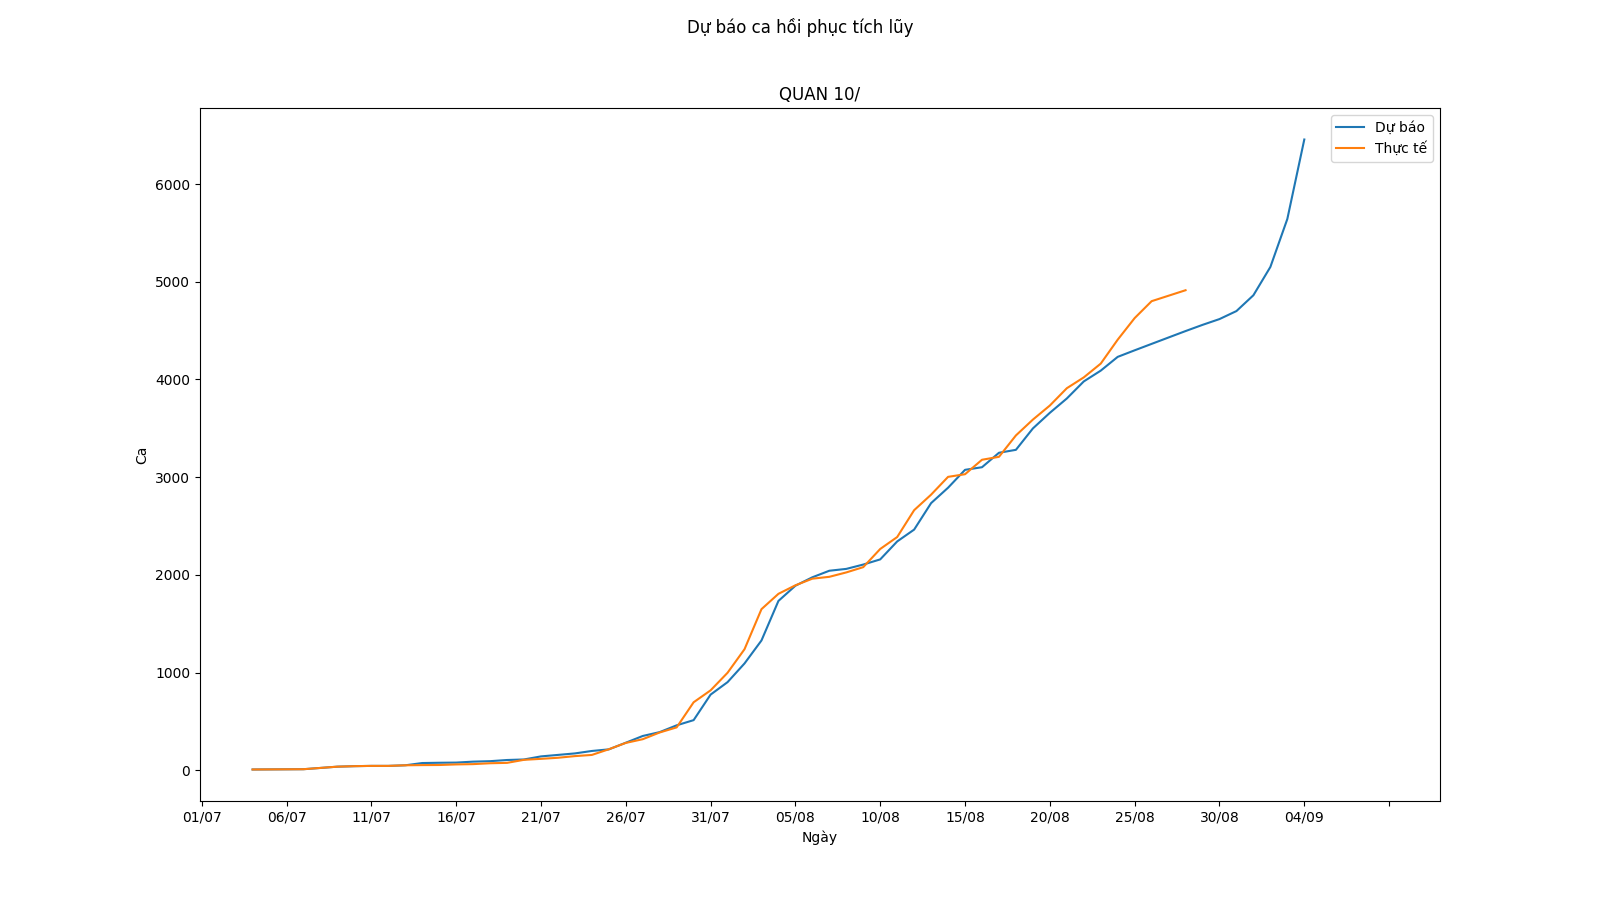 Dự báo ca hồi phục tích lũy
QUAN 10/
Dự báo
Thực tế
6000
5000
4000
3000
2000
1000
0
Ca
01/07 06/07 11/07 16/07 21/07 26/07 31/07 05/08 10/08 15/08 20/08 25/08 30/08 04/09
Ngày